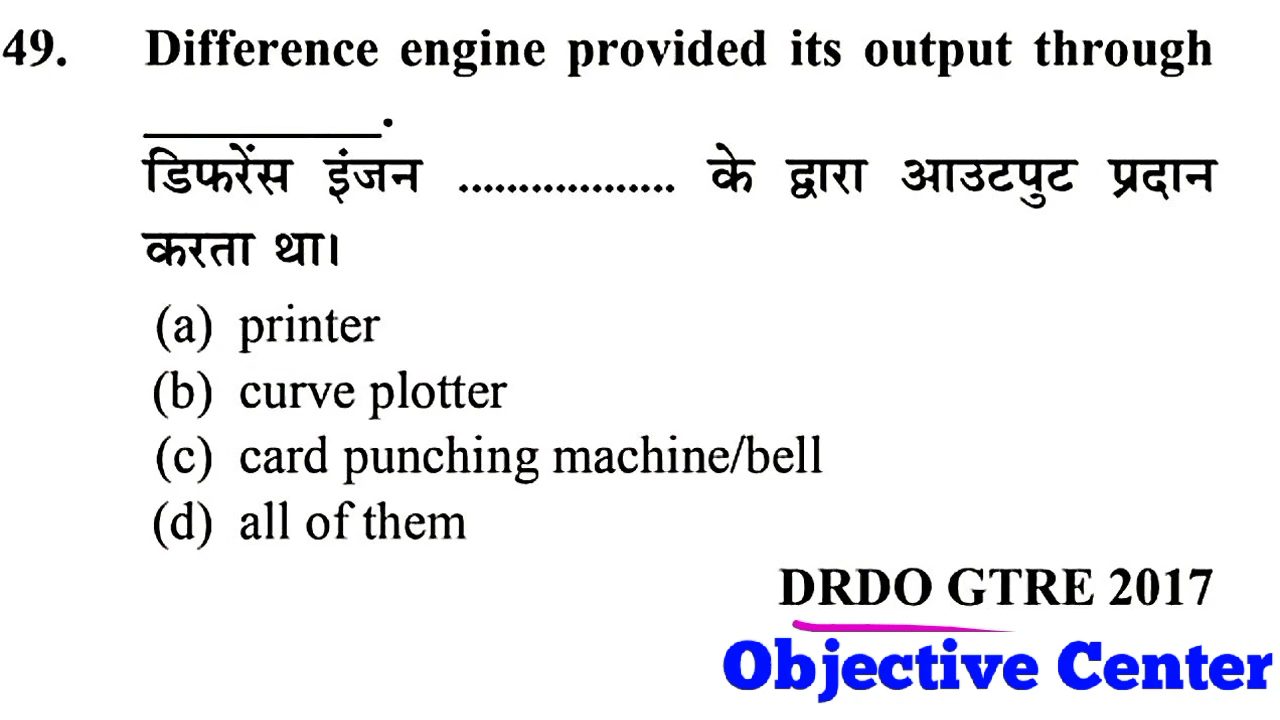 49. Difference engine provided its output through
__________.
डिफरेंस इंजन .................. के द्वारा आउटपुट प्रदान
करता था।
(a) printer
(b) curve plotter
(c) card punching machine/bell
(d) all of them
DRDO GTRE 2017
Objective Center